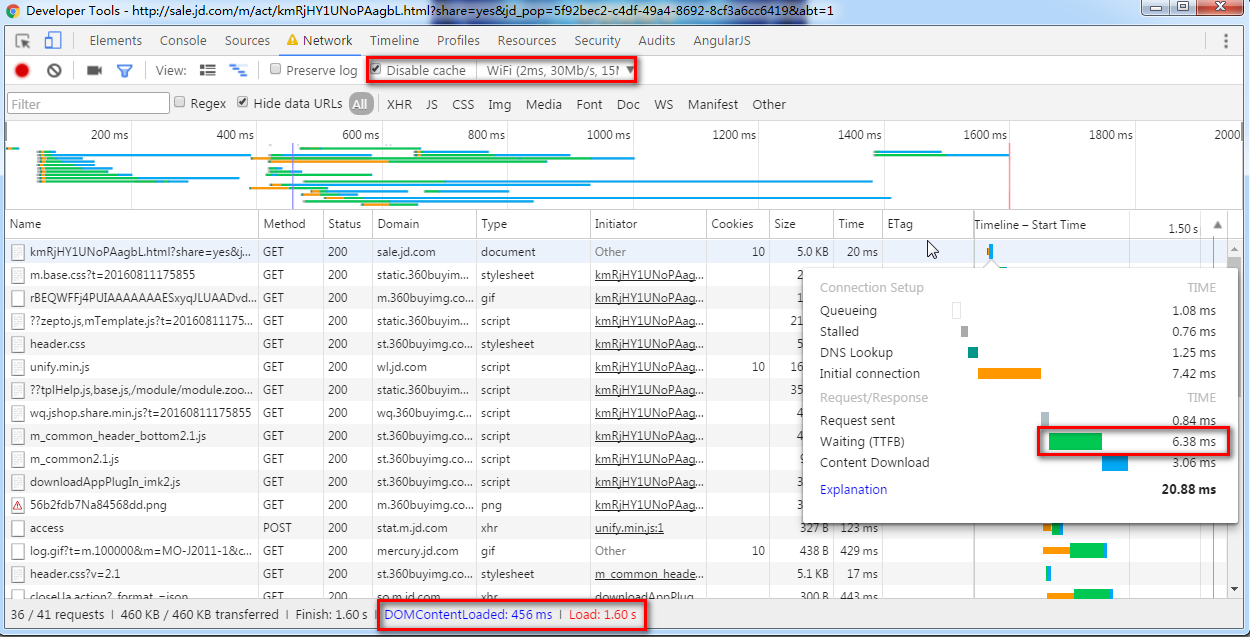 Developer Tools - http://sale.jd.com/m/act/kmRjHY1UNoPAagbL.html?share=yes&jd_pop=5f92bec2-c4df-49a4-8692-8cf3a6cc6419&abt=1
Elements Console Sources Network Timeline Profiles Resources Security Audits AngularJS
View: Preserve log Disable cache WiFi (2ms, 30Mb/s, 15M
Filter Regex Hide data URLs All XHR JS CSS Img Media Font Doc WS Manifest Other
200 ms 400 ms 600 ms 800 ms 1000 ms 1200 ms 1400 ms 1600 ms 1800 ms 2000
Name Method Status Domain Type Initiator Cookies Size Time ETag Timeline – Start Time 1.50 s
kmRjHY1UNoPAagbL.html?share=yes&j... GET 200 sale.jd.com document Other 10 5.0 KB 20 ms
m.base.css?t=20160811175855 GET 200 static.360buyim... stylesheet kmRjHY1UNoPAag... 2
rBEQWFFj4PUIAAAAAAESxyqJLUAADvd... GET 200 m.360buyimg.co... gif kmRjHY1UNoPAag... 1
??zepto.js,mTemplate.js?t=20160811175... GET 200 static.360buyim... script kmRjHY1UNoPAag... 21
header.css GET 200 st.360buyimg.co... stylesheet kmRjHY1UNoPAag... 5
unify.min.js GET 200 wl.jd.com script kmRjHY1UNoPAag... 10 16
??tplHelp.js,base.js,/module/module.zoo... GET 200 static.360buyim... script kmRjHY1UNoPAag... 35
wq.jshop.share.min.js?t=20160811175855 GET 200 wq.360buyimg.c... script kmRjHY1UNoPAag... 4
m_common_header_bottom2.1.js GET 200 st.360buyimg.co... script kmRjHY1UNoPAag... 4
m_common2.1.js GET 200 st.360buyimg.co... script kmRjHY1UNoPAag... 9
downloadAppPlugIn_imk2.js GET 200 st.360buyimg.co... script kmRjHY1UNoPAag... 3
56b2fdb7Na84568dd.png GET 200 m.360buyimg.co... png kmRjHY1UNoPAag...
access POST 200 stat.m.jd.com xhr unify.min.js:1 327 B 123 ms
log.gif?t=m.100000&m=MO-J2011-1&c... GET 200 mercury.jd.com gif Other 10 438 B 429 ms
header.css?v=2.1 GET 200 st.360buyimg.co... stylesheet m_common_heade... 5.1 KB 17 ms
closeUa.action?_format_=json GET 200 so.m.jd.com xhr downloadAppPlug... 300 B 443 ms
Connection Setup TIME
Queueing 1.08 ms
Stalled 0.76 ms
DNS Lookup 1.25 ms
Initial connection 7.42 ms
Request/Response TIME
Request sent 0.84 ms
Waiting (TTFB) 6.38 ms
Content Download 3.06 ms
Explanation 20.88 ms
36 / 41 requests | 460 KB / 460 KB transferred | Finish: 1.60 s | DOMContentLoaded: 456 ms | Load: 1.60 s